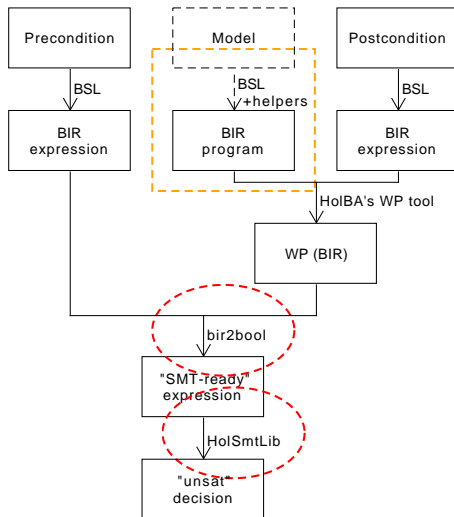 Precondition
Model
Postcondition
BSL
BSL
+helpers
BSL
BIR
expression
BIR
program
BIR
expression
HolBA's WP tool
WP (BIR)
bir2bool
"SMT-ready"
expression
HolSmtLib
"unsat"
decision